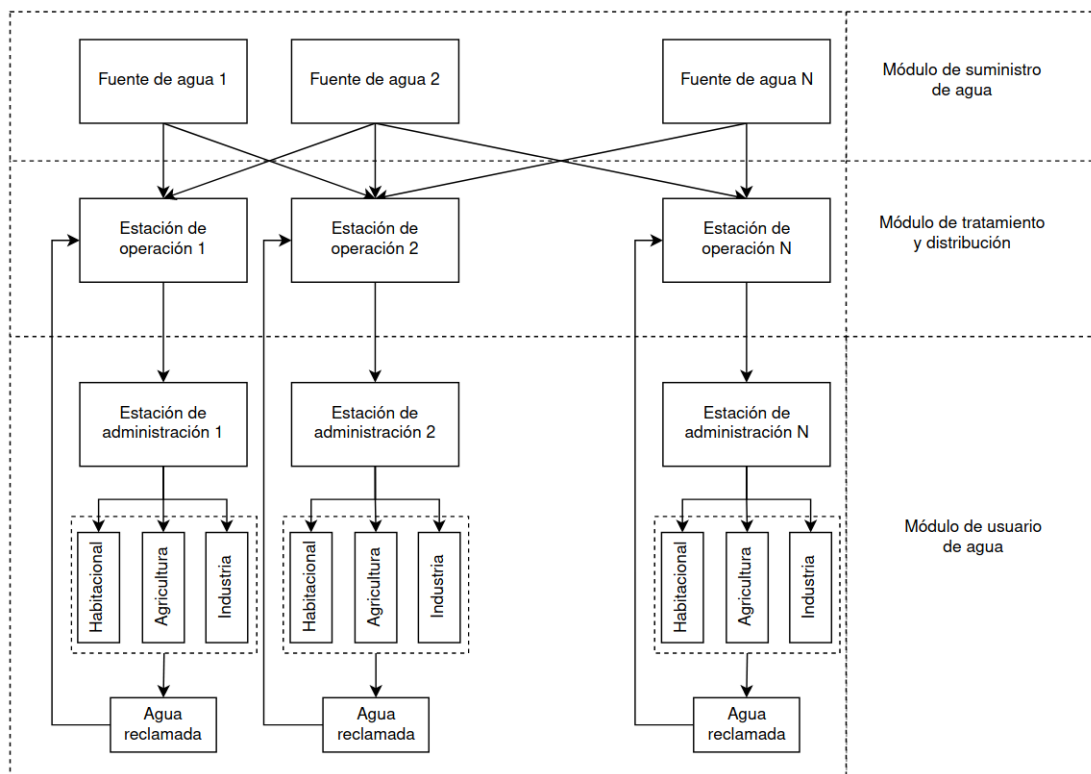 Fuente de agua 1
Fuente de agua 2
Fuente de agua N
Módulo de suministro
de agua
Estación de
operación 1
Estación de
operación 2
Estación de
operación N
Módulo de tratamiento
y distribución
Estación de
administración 1
Estación de
administración 2
Estación de
administración N
Habitacional
Agricultura
Industria
Habitacional
Agricultura
Industria
Habitacional
Agricultura
Industria
Módulo de usuario
de agua
Agua
reclamada
Agua
reclamada
Agua
reclamada